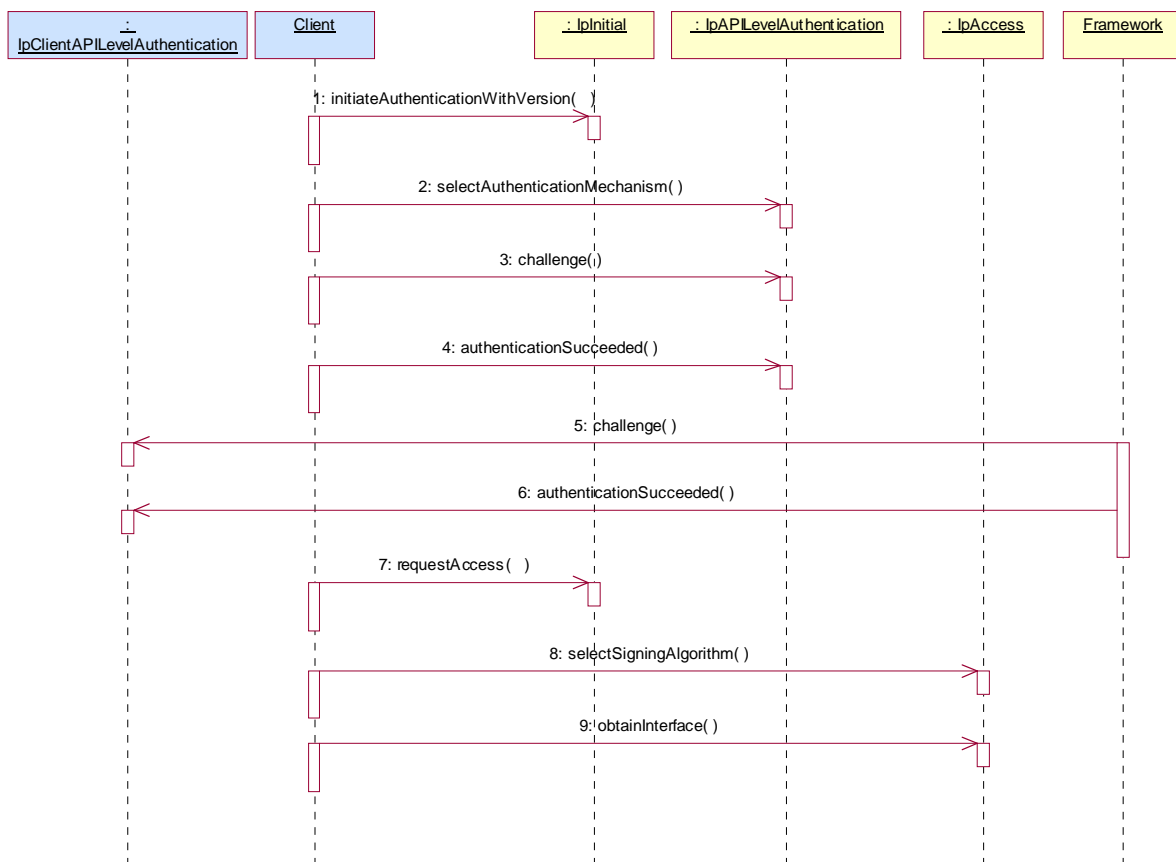 :
IpClientAPILevelAuthentication
Client
: IpInitial
: IpAPILevelAuthentication
: IpAccess
Framework
1: initiateAuthenticationWithVersion( )
2: selectAuthenticationMechanism( )
3: challenge( )
4: authenticationSucceeded( )
5: challenge( )
6: authenticationSucceeded( )
7: requestAccess( )
8: selectSigningAlgorithm( )
9: obtainInterface( )